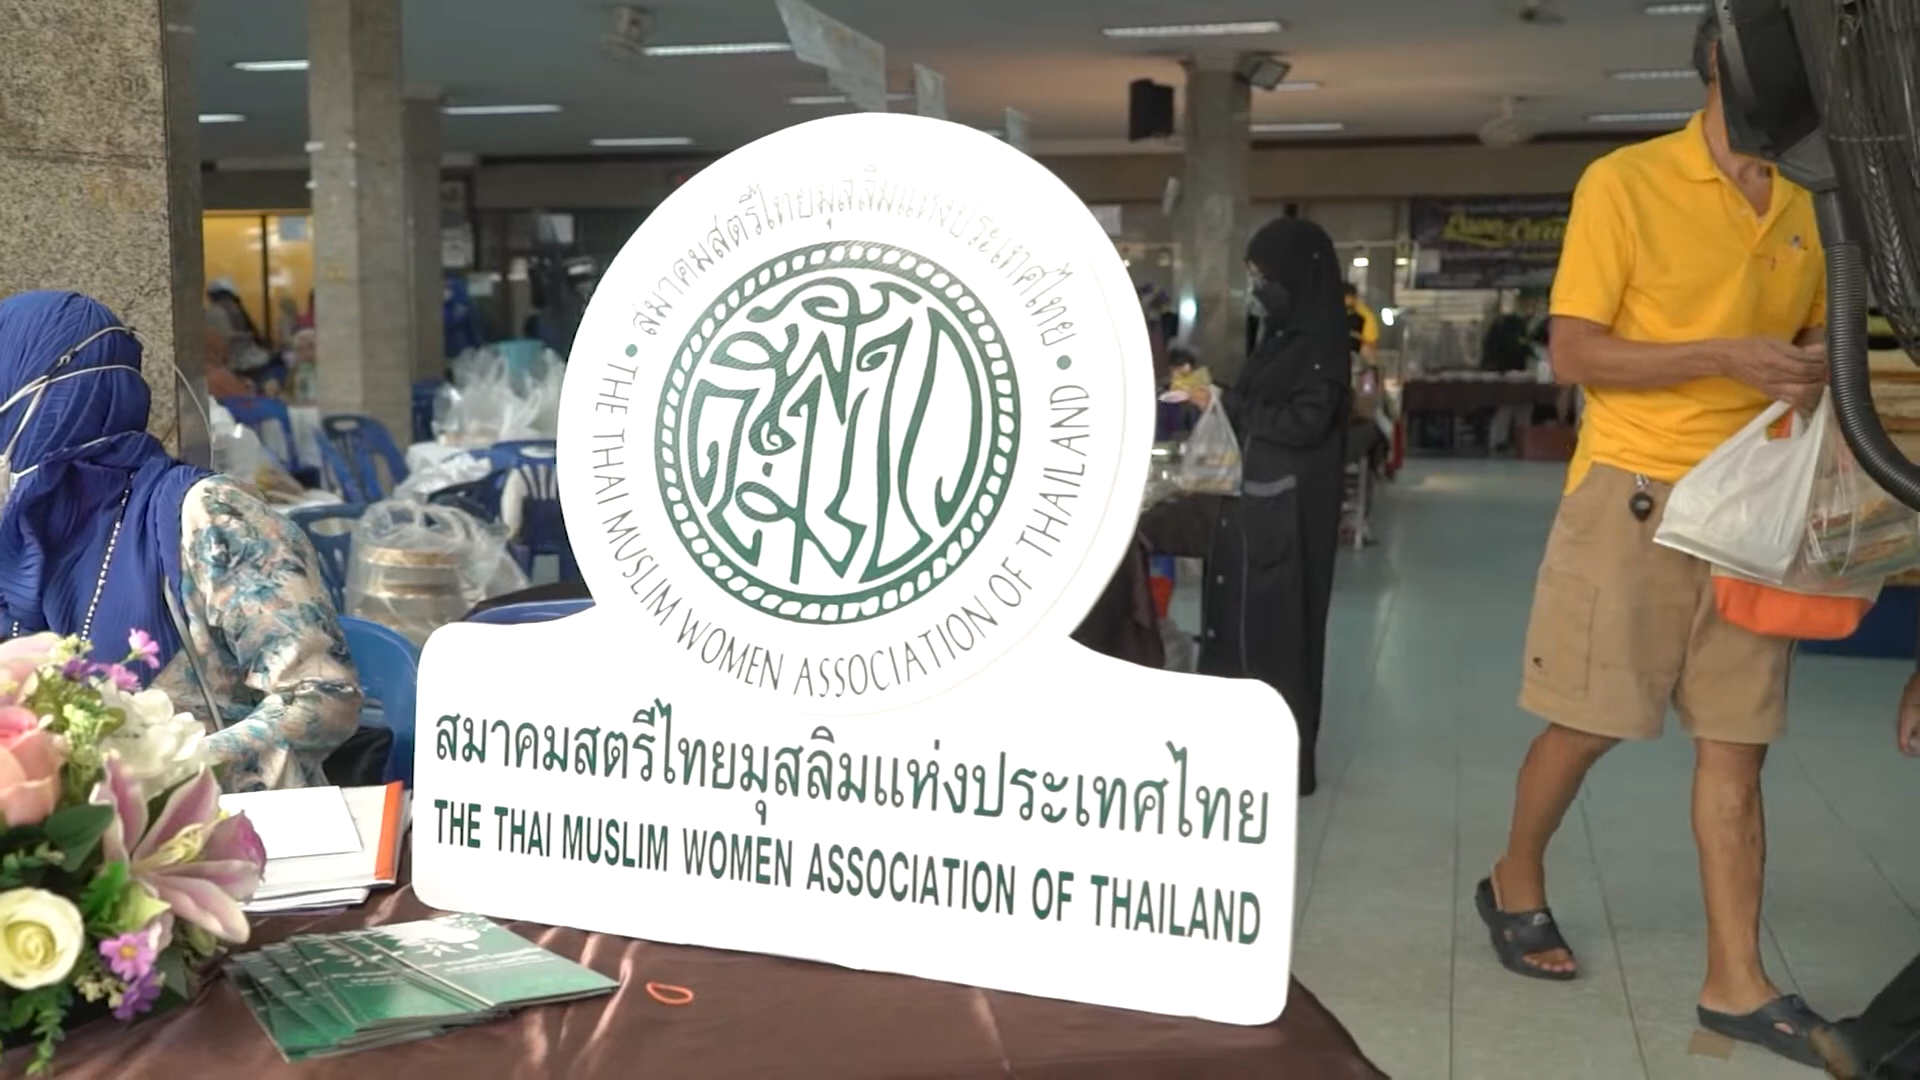 สมาคมสตรีไทยมุสลิมแห่งประเทศไทย
• THE THAI MUSLIM WOMEN ASSOCIATION OF THAILAND •
สมาคมสตรีไทยมุสลิมแห่งประเทศไทย
THE THAI MUSLIM WOMEN ASSOCIATION OF THAILAND